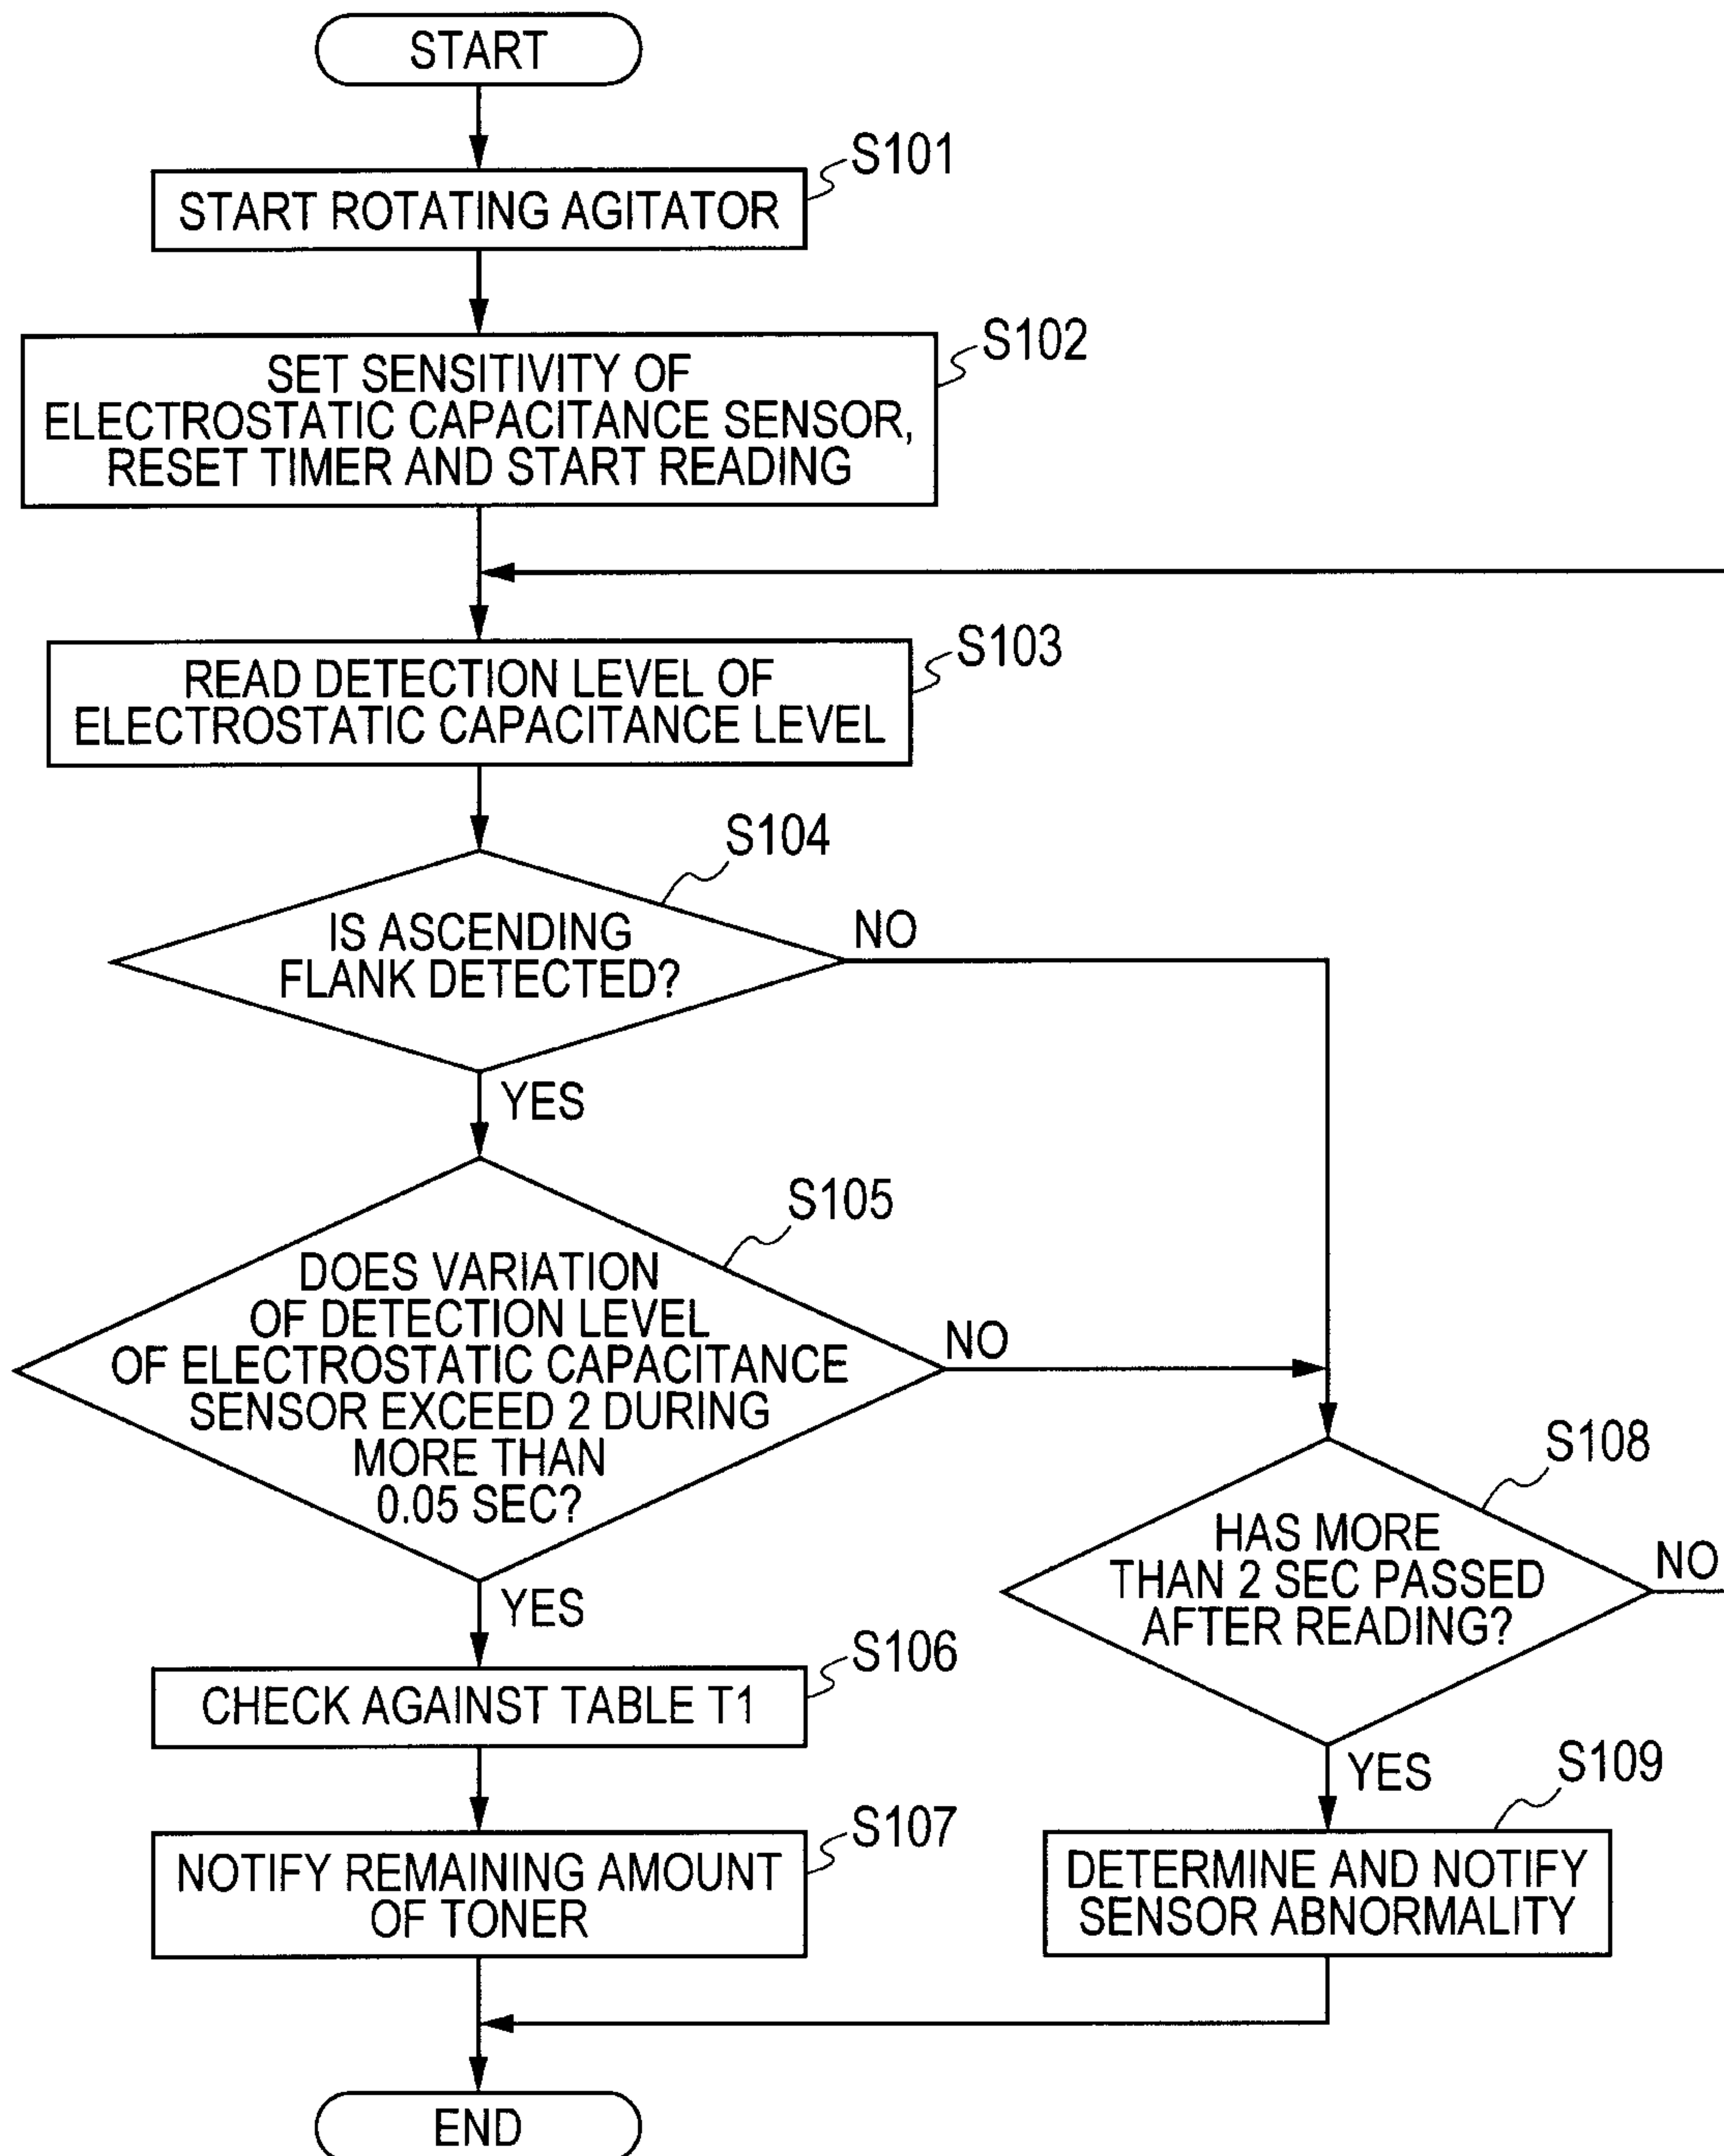 START
S101
START ROTATING AGITATOR
S102
SET SENSITIVITY OF
ELECTROSTATIC CAPACITANCE SENSOR,
RESET TIMER AND START READING
S103
READ DETECTION LEVEL OF
ELECTROSTATIC CAPACITANCE LEVEL
S104
IS ASCENDING
FLANK DETECTED?
NO
YES
S105
DOES VARIATION
OF DETECTION LEVEL
OF ELECTROSTATIC CAPACITANCE
SENSOR EXCEED 2 DURING
MORE THAN
0.05 SEC?
NO
YES
S108
HAS MORE
THAN 2 SEC PASSED
AFTER READING?
NO
YES
S106
CHECK AGAINST TABLE T1
S107
NOTIFY REMAINING AMOUNT
OF TONER
S109
DETERMINE AND NOTIFY
SENSOR ABNORMALITY
END